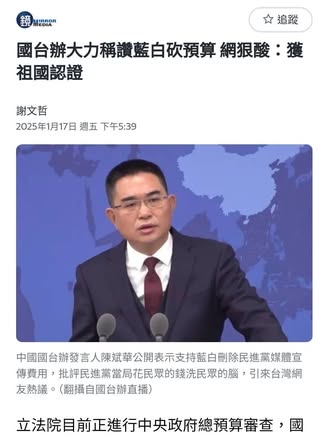 鏡
MIRROR
MEDIA
☆ 追蹤
國台辦大力稱讚藍白砍預算 網狠酸：獲
祖國認證
謝文哲
2025年1月17日 週五 下午5:39
中國國台辦發言人陳斌華公開表示支持藍白刪除民進黨媒體宣
傳費用，批評民進黨當局花民眾的錢洗民眾的腦，引來台灣網
友熱議。（翻攝自國台辦直播）
立法院目前正進行中央政府總預算審查，國